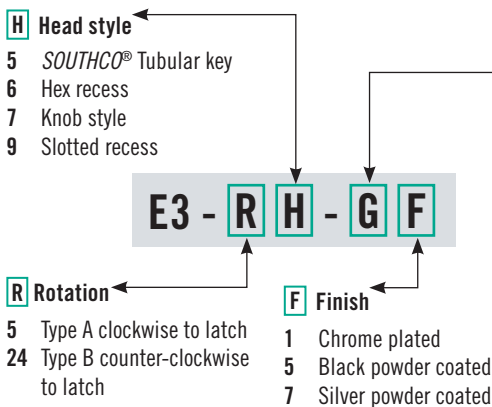 H Head style
5 SOUTHCO® Tubular key
6 Hex recess
7 Knob style
9 Slotted recess
E3 - R H - G F
R Rotation
5 Type A clockwise to latch
24 Type B counter-clockwise
to latch
F Finish
1 Chrome plated
5 Black powder coated
7 Silver powder coated